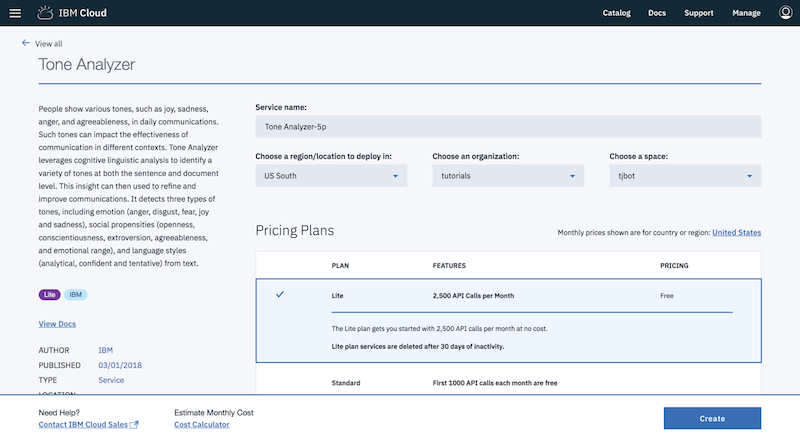 IBM Cloud
Catalog Docs Support Manage
View all
Tone Analyzer
People show various tones, such as joy, sadness,
anger, and agreeableness, in daily communications.
Such tones can impact the effectiveness of
communication in different contexts. Tone Analyzer
leverages cognitive linguistic analysis to identify a
variety of tones at both the sentence and document
level. This insight can then used to refine and
improve communications. It detects three types of
tones, including emotion (anger, disgust, fear, joy
and sadness), social propensities (openness,
conscientiousness, extroversion, agreeableness,
and emotional range), and language styles
(analytical, confident and tentative) from text.
Lite IBM
View Docs
AUTHOR IBM
PUBLISHED 03/01/2018
TYPE Service
LOCATION
Service name:
Tone Analyzer-5p
Choose a region/location to deploy in: Choose an organization: Choose a space:
US South tutorials tjbot
Pricing Plans
Monthly prices shown are for country or region: United States
PLAN FEATURES PRICING
Lite 2,500 API Calls per Month Free
The Lite plan gets you started with 2,500 API calls per month at no cost.
Lite plan services are deleted after 30 days of inactivity.
Standard First 1000 API calls each month are free
Need Help? Estimate Monthly Cost
Contact IBM Cloud Sales Cost Calculator
Create